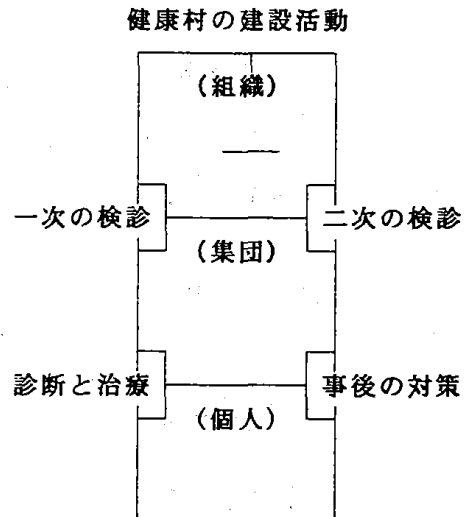 健康村の建設活動
(組織)
一次の検診
二次の検診
(集団)
診断と治療
事後の対策
(個人)